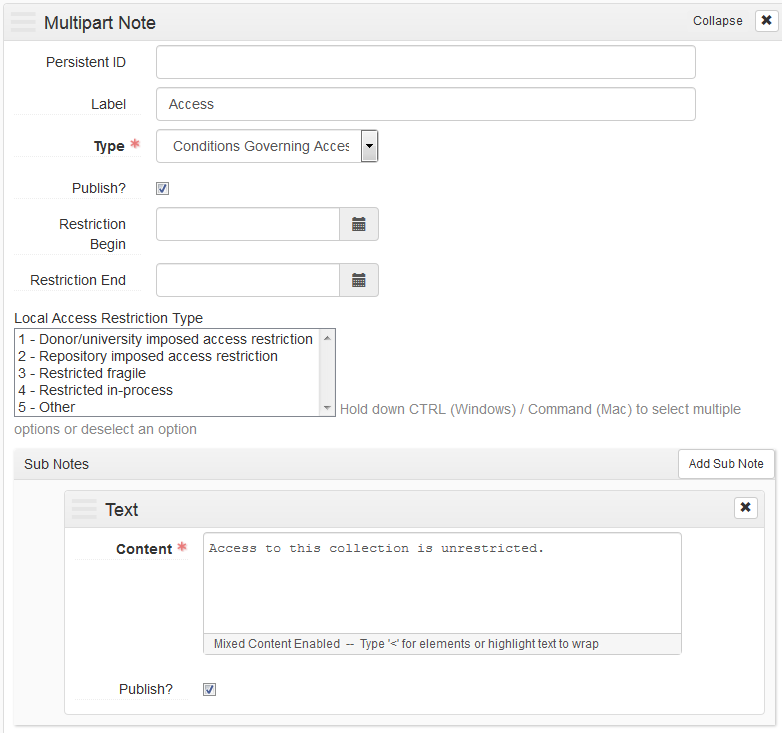 Multipart Note
Collapse ✖
Persistent ID
Label Access
Type * Conditions Governing Acces
Publish?
Restriction
Begin
Restriction End
Local Access Restriction Type
1 - Donor/university imposed access restriction
2 - Repository imposed access restriction
3 - Restricted fragile
4 - Restricted in-process
5 - Other
Hold down CTRL (Windows) / Command (Mac) to select multiple
options or deselect an option
Sub Notes
Add Sub Note
Text ✖
Content * Access to this collection is unrestricted.
Mixed Content Enabled -- Type '<' for elements or highlight text to wrap
Publish?